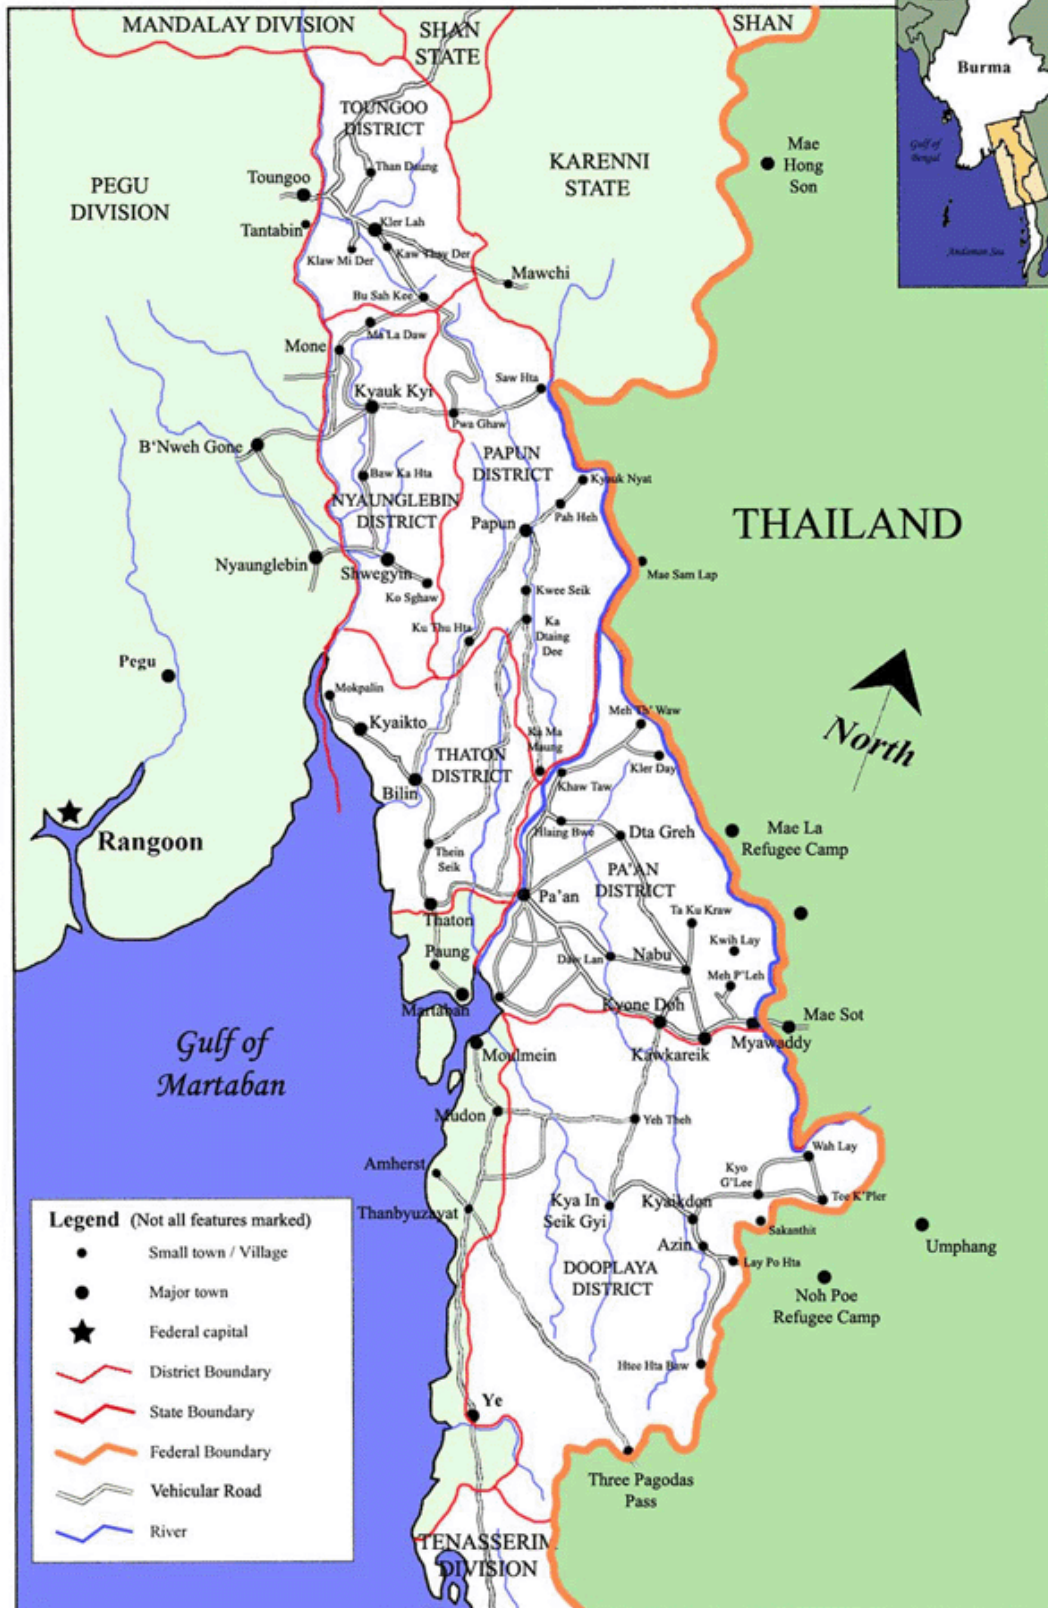 MANDALAY DIVISION
SHAN
STATE
SHAN
Burma
Gulf of
Bengal
Andaman Sea
TOUNGOO
DISTRICT
KARENNI
STATE
Mae
Hong
Son
PEGU
DIVISION
Than Daung
Toungoo
Tantabin
Kler Lah
Klaw Mi Der
Kaw Thay Der
Mawchi
Bu Sah Kee
Ma La Daw
Mone
Saw Hta
Kyauk Kyi
Pwa Ghaw
B'Nweh Gone
PAPUN
DISTRICT
Baw Ka Hta
Kyauk Nyat
NYAUNGLEBIN
DISTRICT
Papun
Pah Heh
THAILAND
Nyaunglebin
Shwegyin
Mae Sam Lap
Ko Sghaw
Kwee Seik
Ku Thu Hta
Ka
Dtaing
Dee
Pegu
Mokpalin
Kyaikto
Meh Th' Waw
Ka Ma
Maung
North
THATON
DISTRICT
Kler Day
Bilin
Khaw Taw
Rangoon
Hlaing Bwe
Dta Greh
Mae La
Refugee Camp
Thein
Seik
PA'AN
DISTRICT
Pa'an
Thaton
Ta Ku Kraw
Paung
Daw Lan
Nabu
Kwih Lay
Meh P'Leh
Martaban
Kyone Doh
Mae Sot
Gulf of
Martaban
Moulmein
Kawkareik
Myawaddy
Mudon
Yeh Theh
Wah Lay
Amherst
Kyo
G'Lee
Thanbyuzayat
Kya In
Seik Gyi
Kyaikdon
Tee K'Pler
Sakanthit
Umphang
Azin
Lay Po Hta
DOOPLAYA
DISTRICT
Noh Poe
Refugee Camp
Htee Hta Baw
Ye
Three Pagodas
Pass
TENASSERIM
DIVISION
Legend (Not all features marked)
Small town / Village
Major town
Federal capital
District Boundary
State Boundary
Federal Boundary
Vehicular Road
River